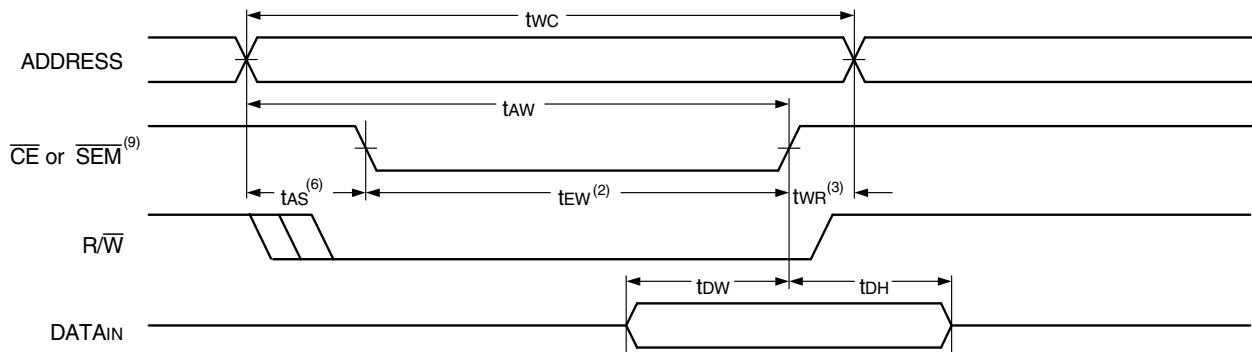 tWC
ADDRESS
tAW
CE or SEM(9)
tAS(6)
tEW(2)
tWR(3)
R/W
tDW
tDH
DATAIN